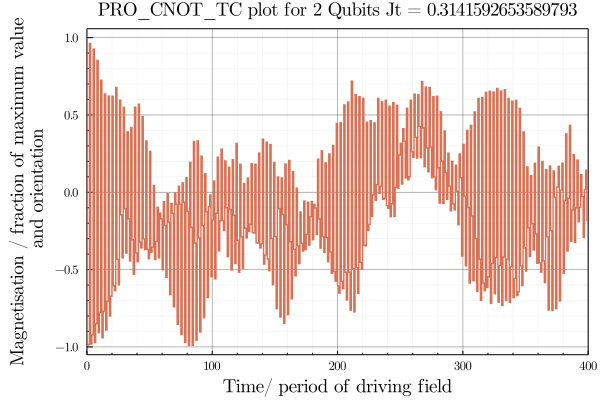 PRO_CNOT_TC plot for 2 Qubits Jt = 0.3141592653589793
Magnetisation / fraction of maximum value
and orientation
1.0
0.5
0.0
−0.5
−1.0
0 100 200 300 400
Time/ period of driving field